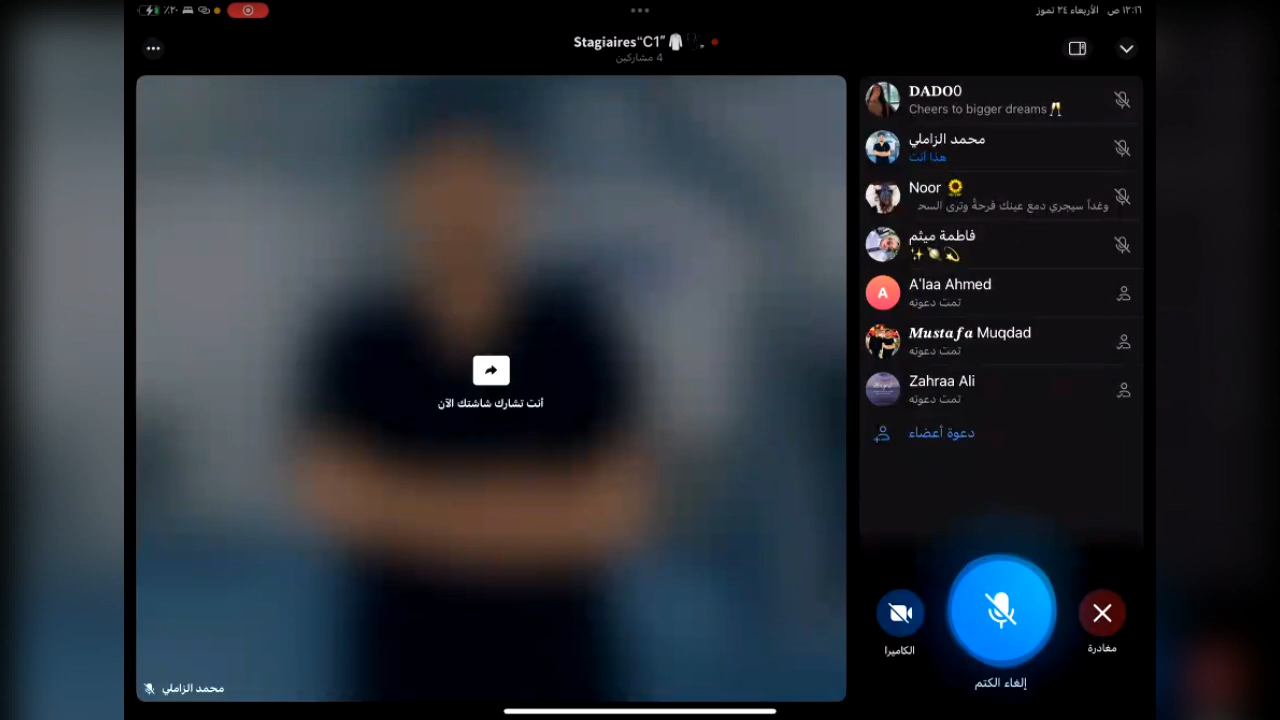 ١٢:١٦ ص الأربعاء ٢٤ تموز
٪٣٠
Stagiaires“C1”
4 مشاركين
DADO0
Cheers to bigger dreams 🥂
محمد الزاملي
هذا أنت
Noor 🌻
وغداً سيجري دمع عينك فرحةً وترى السحـ
فاطمة ميثم
✨🪐💫
A
A'laa Ahmed
تمت دعوته
Mustafa Muqdad
تمت دعوته
Zahraa Ali
تمت دعوته
دعوة أعضاء
أنت تشارك شاشتك الآن
محمد الزاملي
الكاميرا
إلغاء الكتم
مغادرة